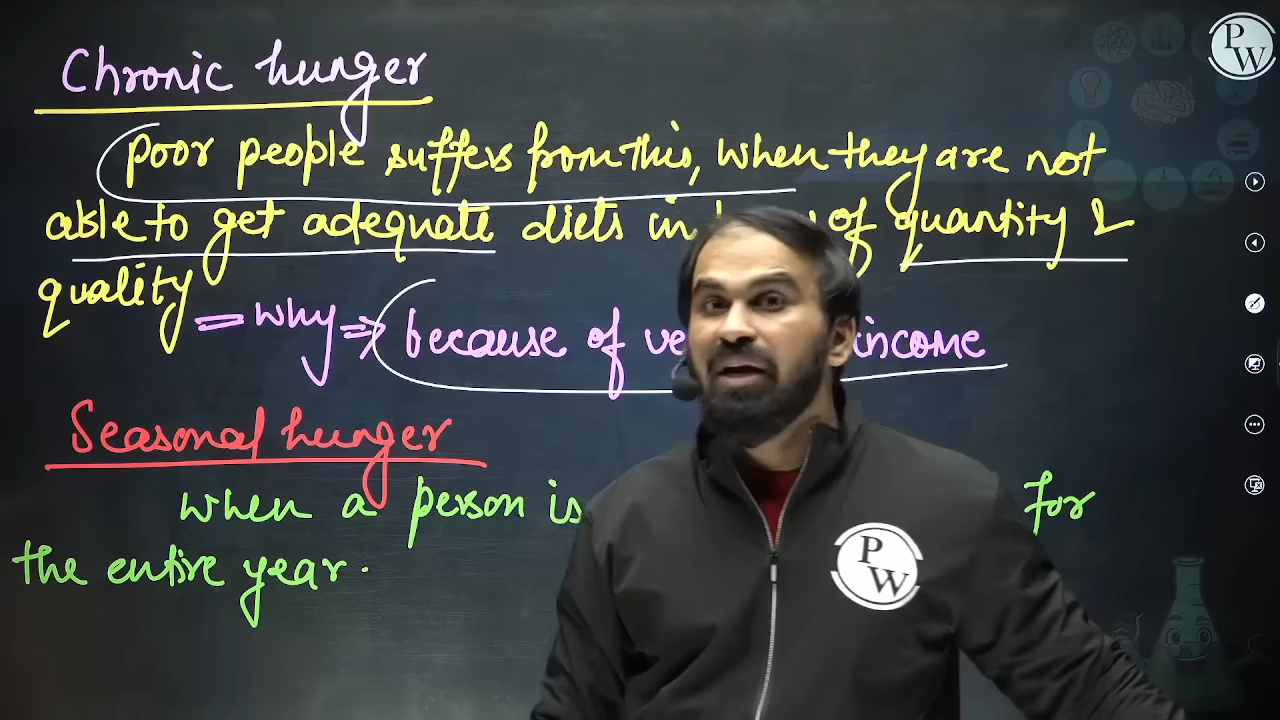 Chronic hunger
poor people suffers from this, when they are not
able to get adequate diets in of quantity &
quality
= why => because of income
Seasonal hunger
when a person is for
the entire year.
PW
PW